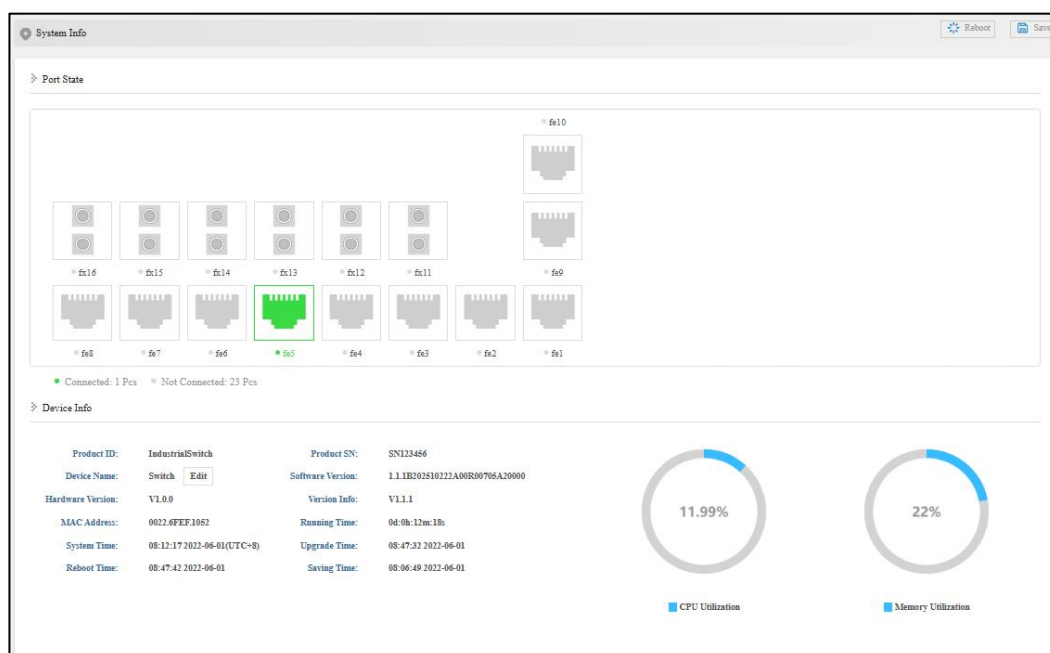 System Info
Reboot
Save
Port State
fe10
fx16 fx15 fx14 fx13 fx12 fx11 fe9
fe8 fe7 fe6 fe5 fe4 fe3 fe2 fe1
Connected: 1 Pcs Not Connected: 23 Pcs
Device Info
Product ID: IndustrialSwitch Product SN: SN123456
Device Name: Switch Edit Software Version: 1.1.1B202510222A00R00705A20000
Hardware Version: V1.0.0 Version Info: V1.1.1
MAC Address: 0022.6FEF.1052 Running Time: 0d:0h:12m:18s
System Time: 08:12:17 2022-06-01(UTC+8) Upgrade Time: 08:47:32 2022-06-01
Reboot Time: 08:47:42 2022-06-01 Saving Time: 08:06:49 2022-06-01
11.99%
CPU Utilization
22%
Memory Utilization